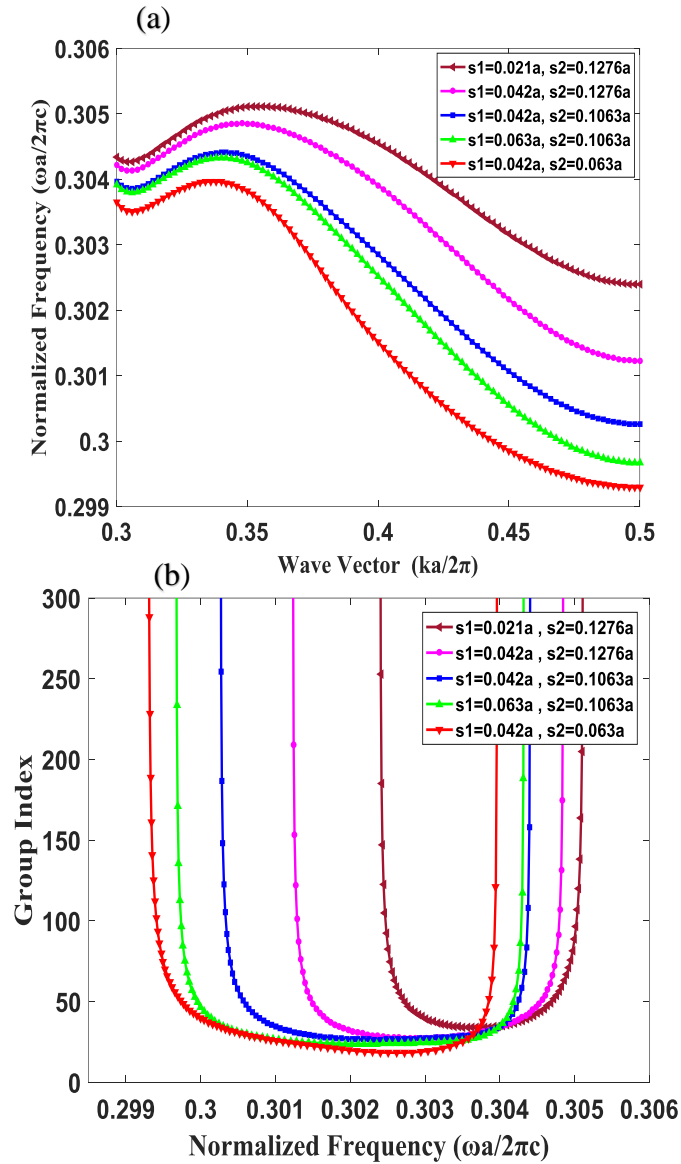 (a)
0.306
0.305
0.304
0.303
0.302
0.301
0.3
0.299
Normalized Frequency (ωa/2πc)
s1=0.021a, s2=0.1276a
s1=0.042a, s2=0.1276a
s1=0.042a, s2=0.1063a
s1=0.063a, s2=0.1063a
s1=0.042a, s2=0.063a
0.3 0.35 0.4 0.45 0.5
Wave Vector (ka/2π)
(b)
300
250
200
150
100
50
0
Group Index
s1=0.021a , s2=0.1276a
s1=0.042a , s2=0.1276a
s1=0.042a , s2=0.1063a
s1=0.063a , s2=0.1063a
s1=0.042a , s2=0.063a
0.299 0.3 0.301 0.302 0.303 0.304 0.305 0.306
Normalized Frequency (ωa/2πc)